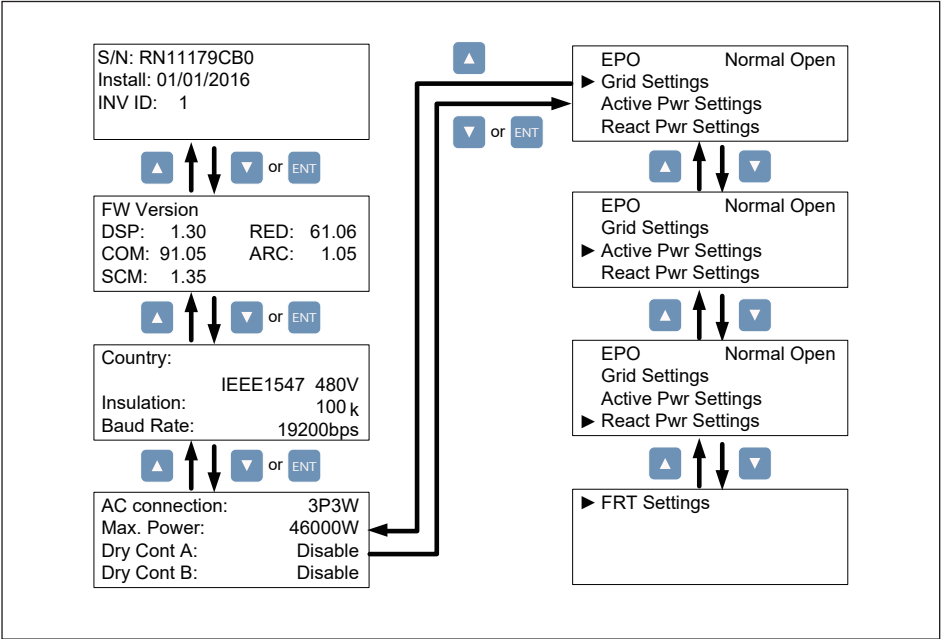 S/N: RN11179CB0
Install: 01/01/2016
INV ID: 1
▲ ▼ or ENT
FW Version
DSP: 1.30 RED: 61.06
COM: 91.05 ARC: 1.05
SCM: 1.35
▲ ▼ or ENT
Country:
IEEE1547 480V
Insulation: 100 k
Baud Rate: 19200bps
▲ ▼ or ENT
AC connection: 3P3W
Max. Power: 46000W
Dry Cont A: Disable
Dry Cont B: Disable
▲
▼ or ENT
EPO Normal Open
► Grid Settings
Active Pwr Settings
React Pwr Settings
▲ ▼
EPO Normal Open
Grid Settings
► Active Pwr Settings
React Pwr Settings
▲ ▼
EPO Normal Open
Grid Settings
Active Pwr Settings
► React Pwr Settings
▲ ▼
► FRT Settings